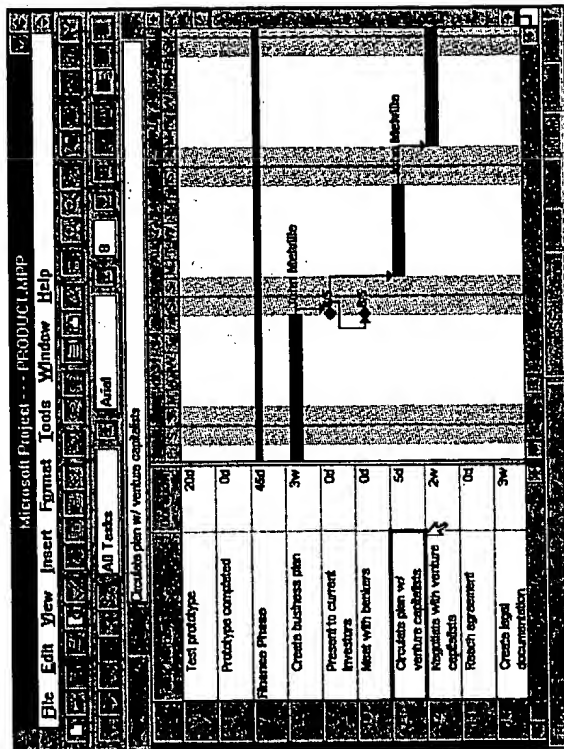 Microsoft Project --- PRODUCT.MPP
File Edit View Insert Format Tools Window Help
All Tasks Arial 8
Circulate plan w/ venture capitalists
Test prototype 20d
Prototype completed 0d
Finance Phase 46d
Create business plan 3w
Present to current
investors 0d
Meet with bankers 0d
Circulate plan w/
venture capitalists 5d
Negotiate with venture
capitalists 2w
Reach agreement 0d
Create legal
documentation 3w
John Melville
Melville